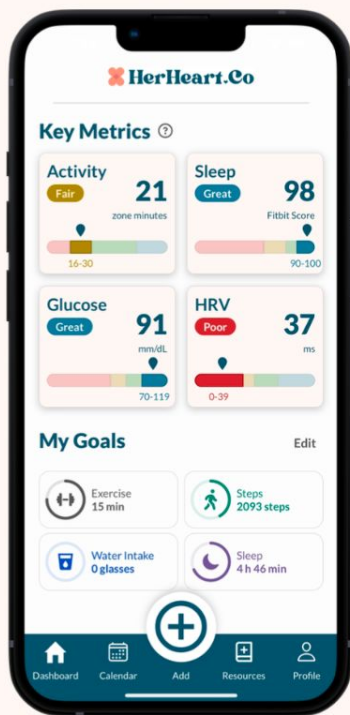 HerHeart.Co
Key Metrics ?
Activity
Fair
21
zone minutes
16-30
Sleep
Great
98
Fitbit Score
90-100
Glucose
Great
91
mm/dL
70-119
HRV
Poor
37
ms
0-39
My Goals
Edit
Exercise
15 min
Steps
2093 steps
Water Intake
0 glasses
Sleep
4 h 46 min
Dashboard
Calendar
Add
Resources
Profile